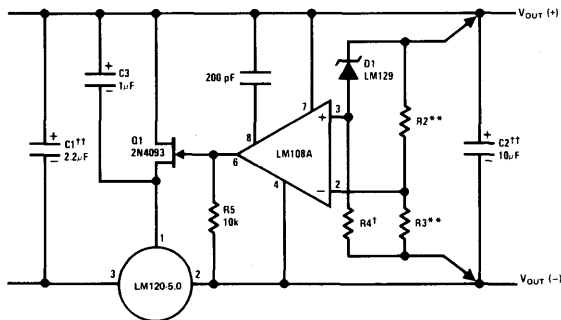 VOUT (+)
C3
1μF
+
−
200 pF
D1
LM129
7
+
3
R2**
C1††
2.2μF
+
−
Q1
2N4093
8
6
LM108A
C2††
10μF
+
−
4
−
2
R5
10k
R4†
R3**
1
3
LM120-5.0
2
VOUT (−)